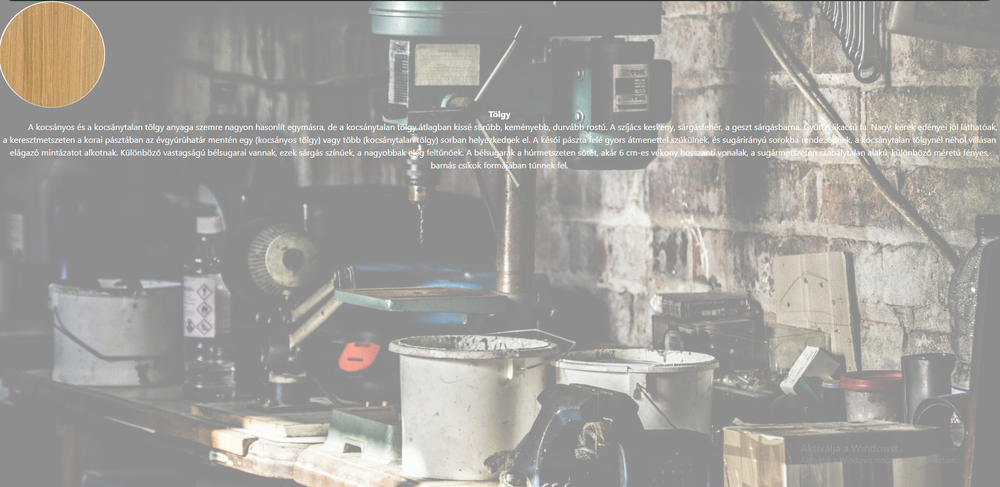 Tölgy
A kocsányos és a kocsánytalan tölgy anyaga szemre nagyon hasonlít egymásra, de a kocsánytalan tölgy átlagban kissé sűrűbb, keményebb, durvább rostú. A szíjács keskeny, sárgásfehér, a geszt sárgásbarna. Gyűrűs likacsú fa. Nagy, kerek edényei jól láthatóak,
a keresztmetszeten a korai pásztában az évgyűrűhatár mentén egy (kocsányos tölgy) vagy több (kocsánytalan tölgy) sorban helyezkednek el. A késői pászta felé gyors átmenettel szűkülnek, és sugárirányú sorokba rendeződnek, a kocsánytalan tölgynél néhol villásan
elágazó mintázatot alkotnak. Különböző vastagságú bélsugarai vannak, ezek sárgás színűek, a nagyobbak elég feltűnőek. A bélsugarak a húrmetszeten sötét, akár 6 cm-es vékony hosszanti vonalak, a sugármetszeten szabálytalan alakú, különböző méretű fényes,
barnás csíkok formájában tűnnek fel.
Aktiválja a Windowst
Aktiválja a Windows